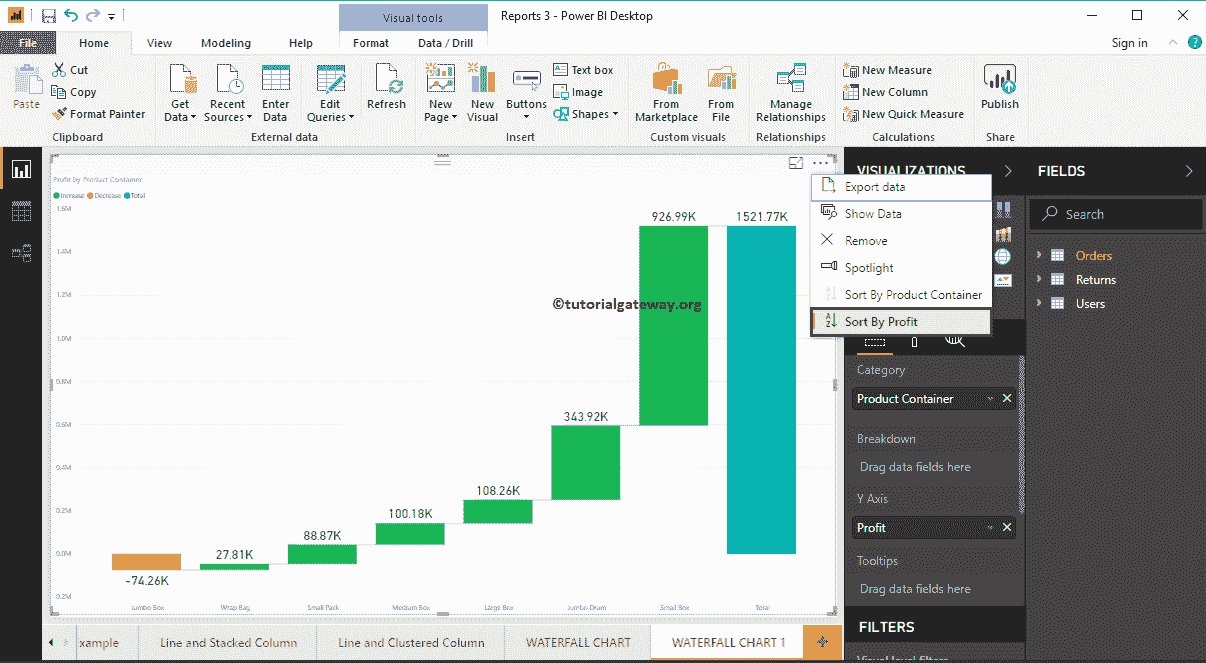 Visual tools
Reports 3 - Power BI Desktop
File
Home
View
Modeling
Help
Format
Data / Drill
Sign in
Paste
Cut
Copy
Format Painter
Clipboard
Get
Data
Recent
Sources
Enter
Data
Edit
Queries
External data
Refresh
New
Page
New
Visual
Buttons
Text box
Image
Shapes
Insert
From
Marketplace
From
File
Custom visuals
Manage
Relationships
Relationships
New Measure
New Column
New Quick Measure
Calculations
Publish
Share
Profit by Product Container
Increase Decrease Total
1.6M
1.4M
1.2M
1.0M
0.8M
0.6M
0.4M
0.2M
0.0M
0.2M
-74.26K
27.81K
88.87K
100.18K
108.26K
343.92K
926.99K
1521.77K
©tutorialgateway.org
Jumbo Box
Wrap Bag
Small Pack
Medium Box
Large Box
Jumbo Drum
Small Box
Total
Export data
Show Data
Remove
Spotlight
Sort By Product Container
Sort By Profit
VISUALIZATIONS
Category
Product Container
Breakdown
Drag data fields here
Y Axis
Profit
Tooltips
Drag data fields here
FILTERS
Visual level filters
FIELDS
Search
Orders
Returns
Users
xample
Line and Stacked Column
Line and Clustered Column
WATERFALL CHART
WATERFALL CHART 1